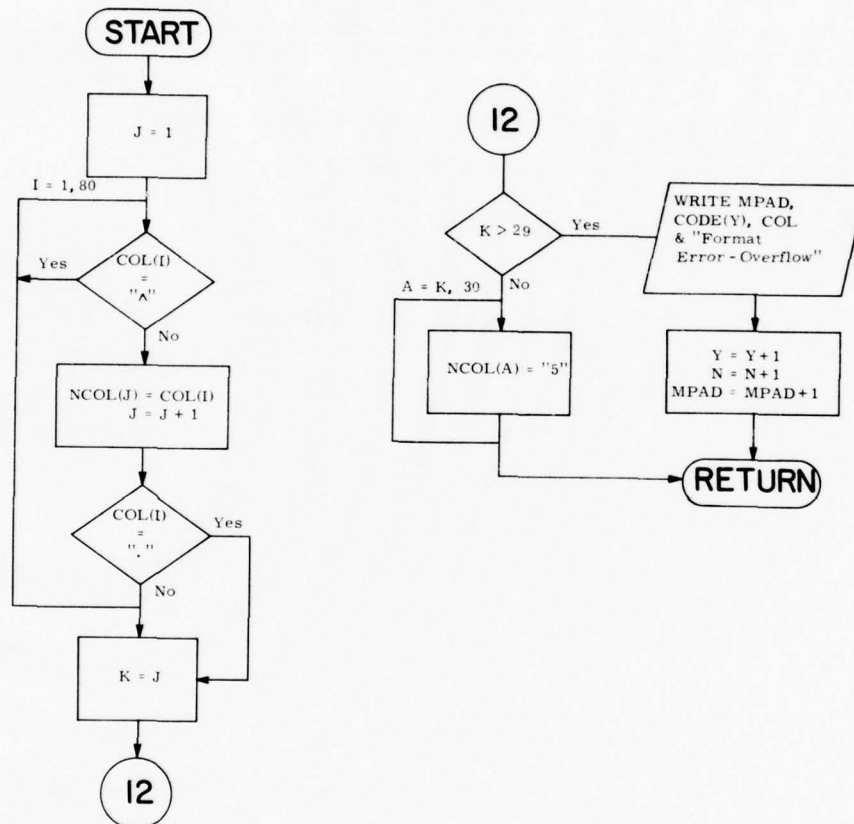 START
J = 1
I = 1, 80
Yes
COL(I)
=
"^"
No
NCOL(J) = COL(I)
J = J + 1
COL(I)
=
"."
Yes
No
K = J
12
12
K > 29
Yes
WRITE MPAD,
CODE(Y), COL
& "Format
Error - Overflow"
A = K, 30
No
NCOL(A) = "5"
Y = Y+1
N = N+1
MPAD = MPAD+1
RETURN